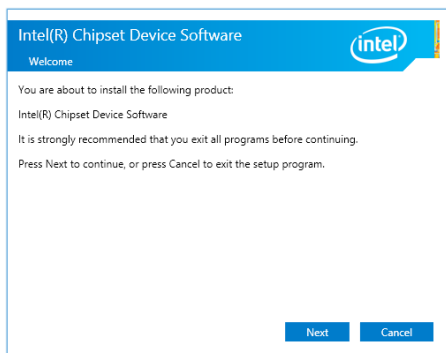 Intel(R) Chipset Device Software
intel
Welcome
You are about to install the following product:
Intel(R) Chipset Device Software
It is strongly recommended that you exit all programs before continuing.
Press Next to continue, or press Cancel to exit the setup program.
Next
Cancel